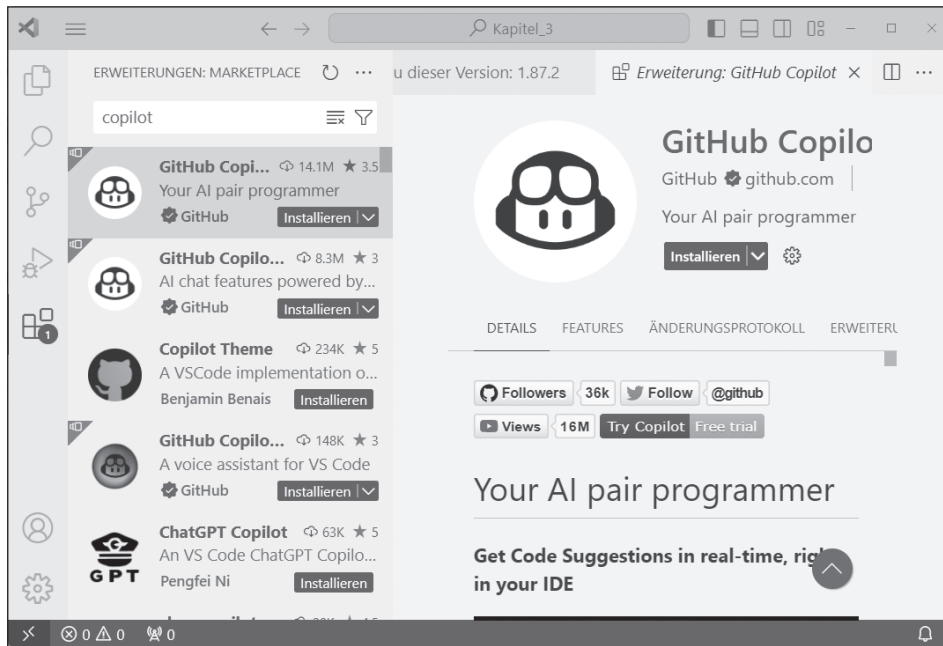 Kapitel_3
ERWEITERUNGEN: MARKETPLACE
u dieser Version: 1.87.2
Erweiterung: GitHub Copilot
copilot
GitHub Copi... 14.1M ★ 3.5
Your AI pair programmer
GitHub Installieren
GitHub Copilo... 8.3M ★ 3
AI chat features powered by...
GitHub Installieren
Copilot Theme 234K ★ 5
A VSCode implementation o...
Benjamin Benais Installieren
GitHub Copilo... 148K ★ 3
A voice assistant for VS Code
GitHub Installieren
GPT
ChatGPT Copilot 63K ★ 5
An VS Code ChatGPT Copilo...
Pengfei Ni Installieren
GitHub Copilo
GitHub github.com
Your AI pair programmer
Installieren
DETAILS FEATURES ÄNDERUNGSPROTOKOLL ERWEITERU
Followers 36k Follow @github
Views 16M Try Copilot Free trial
Your AI pair programmer
Get Code Suggestions in real-time, righ
in your IDE
1
0 0 0